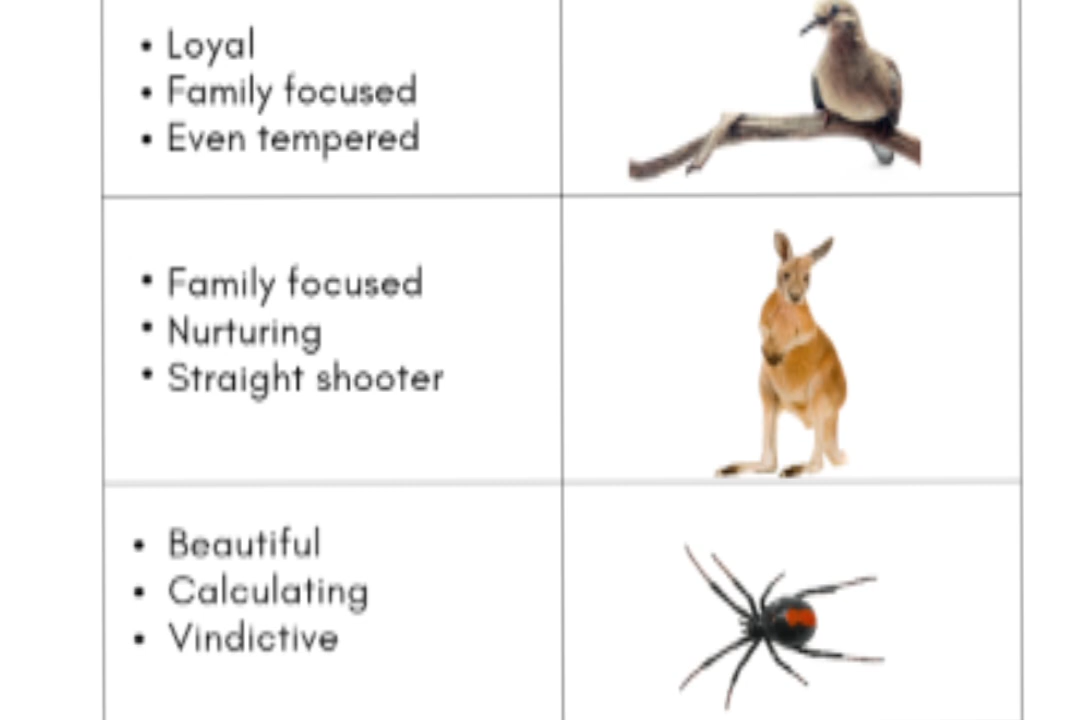 • Loyal
• Family focused
• Even tempered
• Family focused
• Nurturing
• Straight shooter
• Beautiful
• Calculating
• Vindictive